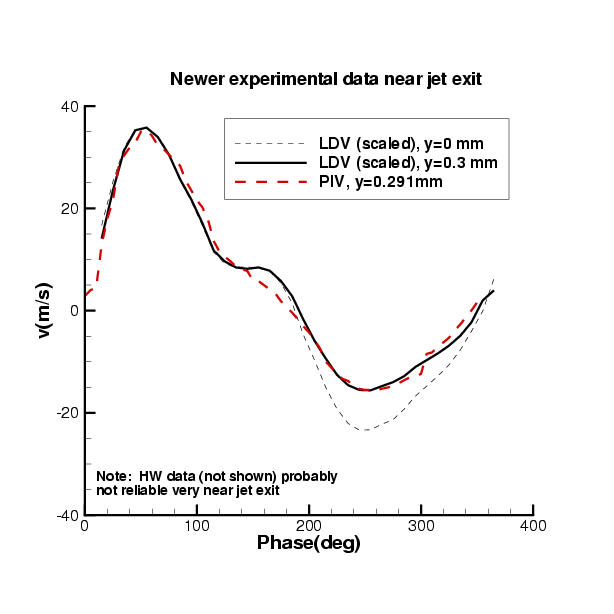 Newer experimental data near jet exit
40
LDV (scaled), y=0 mm
LDV (scaled), y=0.3 mm
PIV, y=0.291mm
20
v(m/s)
0
-20
Note:  HW data (not shown) probably
not reliable very near jet exit
-40
0 100 200 300 400
Phase(deg)